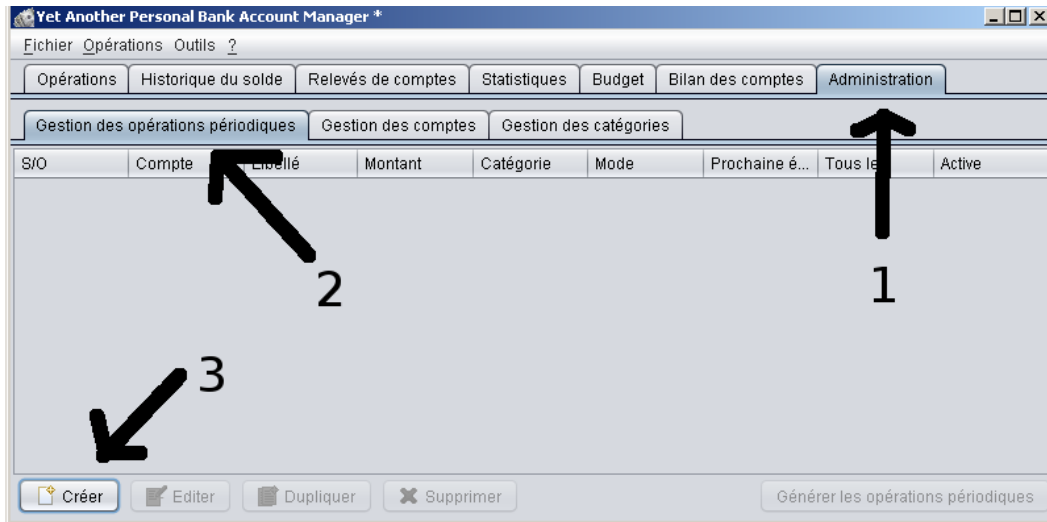 Yet Another Personal Bank Account Manager *
Fichier Opérations Outils ?
Opérations Historique du solde Relevés de comptes Statistiques Budget Bilan des comptes Administration
Gestion des opérations périodiques Gestion des comptes Gestion des catégories
S/O Compte Libellé Montant Catégorie Mode Prochaine é... Tous le Active
1
2
3
Créer Editer Dupliquer Supprimer Générer les opérations périodiques